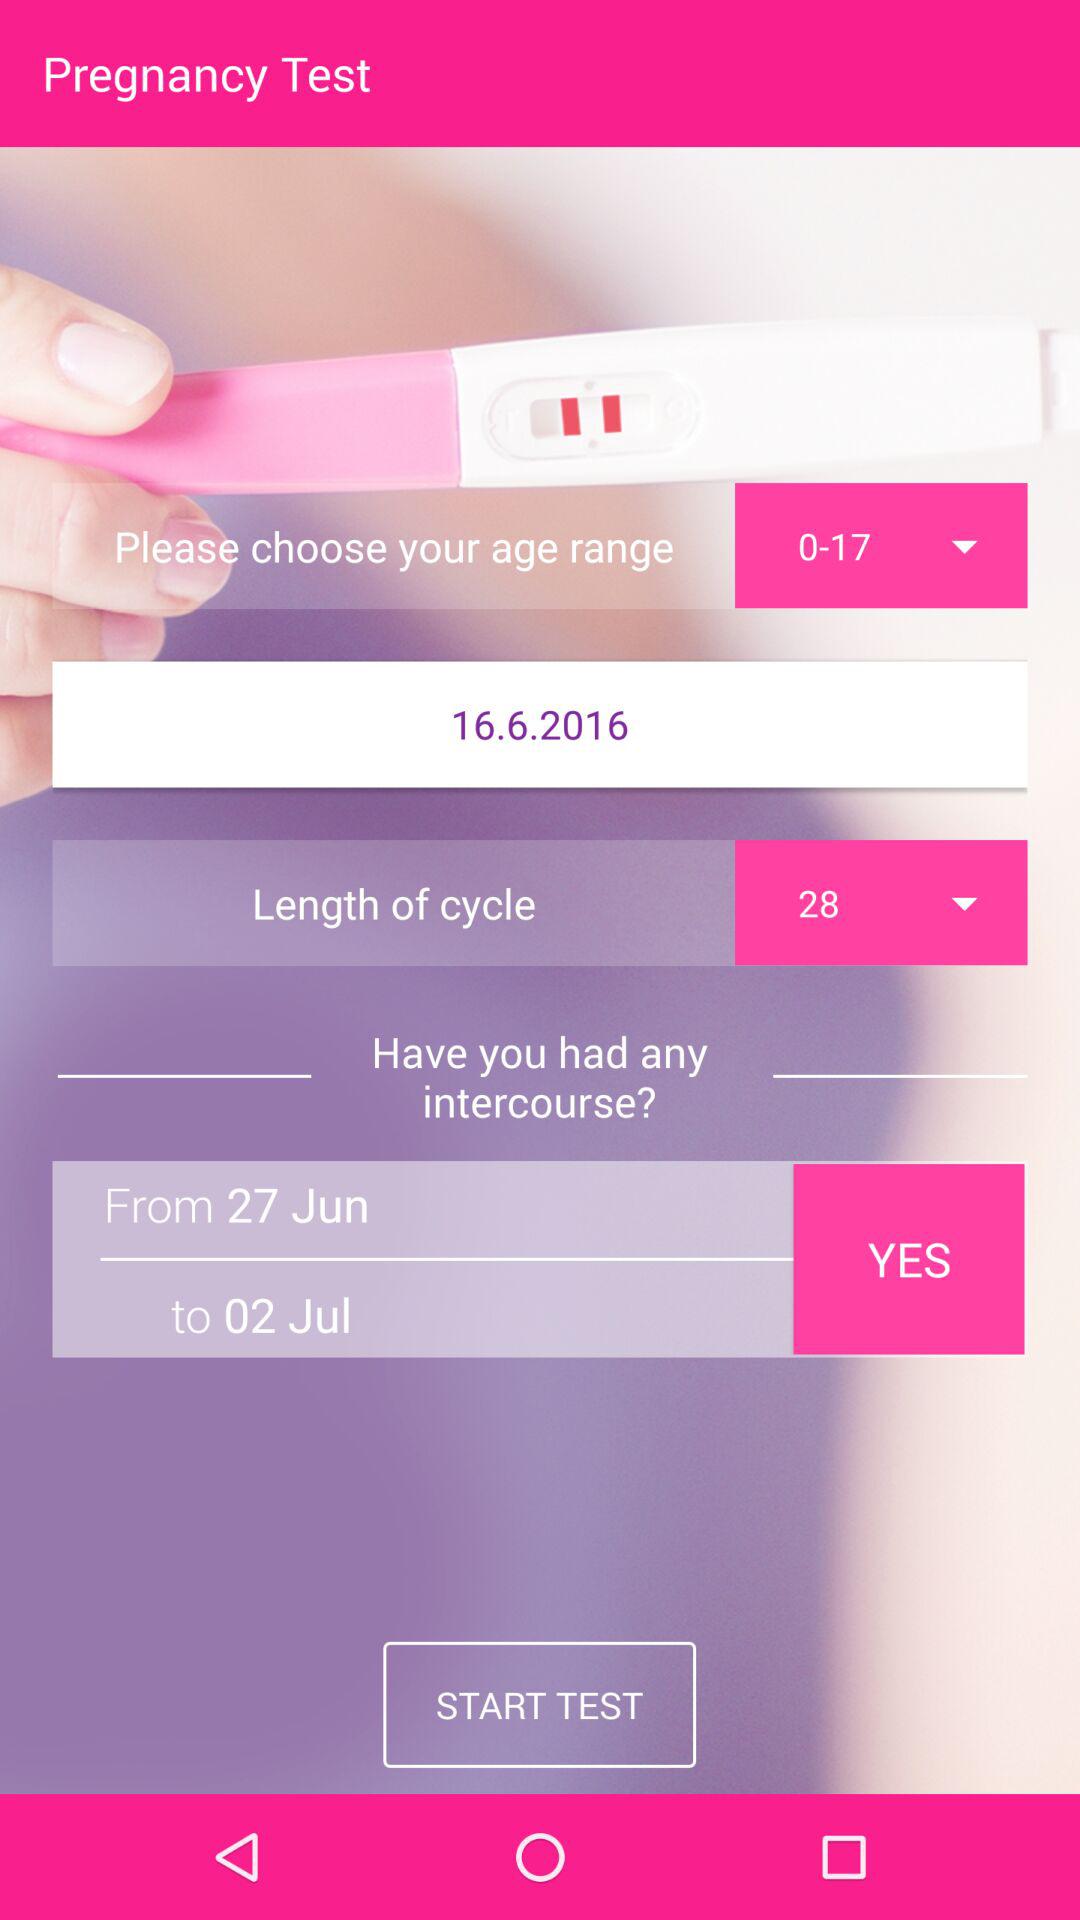 Pregnancy Test
Please choose your age range
0-17
16.6.2016
Length of cycle
28
Have you had any
intercourse?
From 27 Jun
to 02 Jul
YES
START TEST